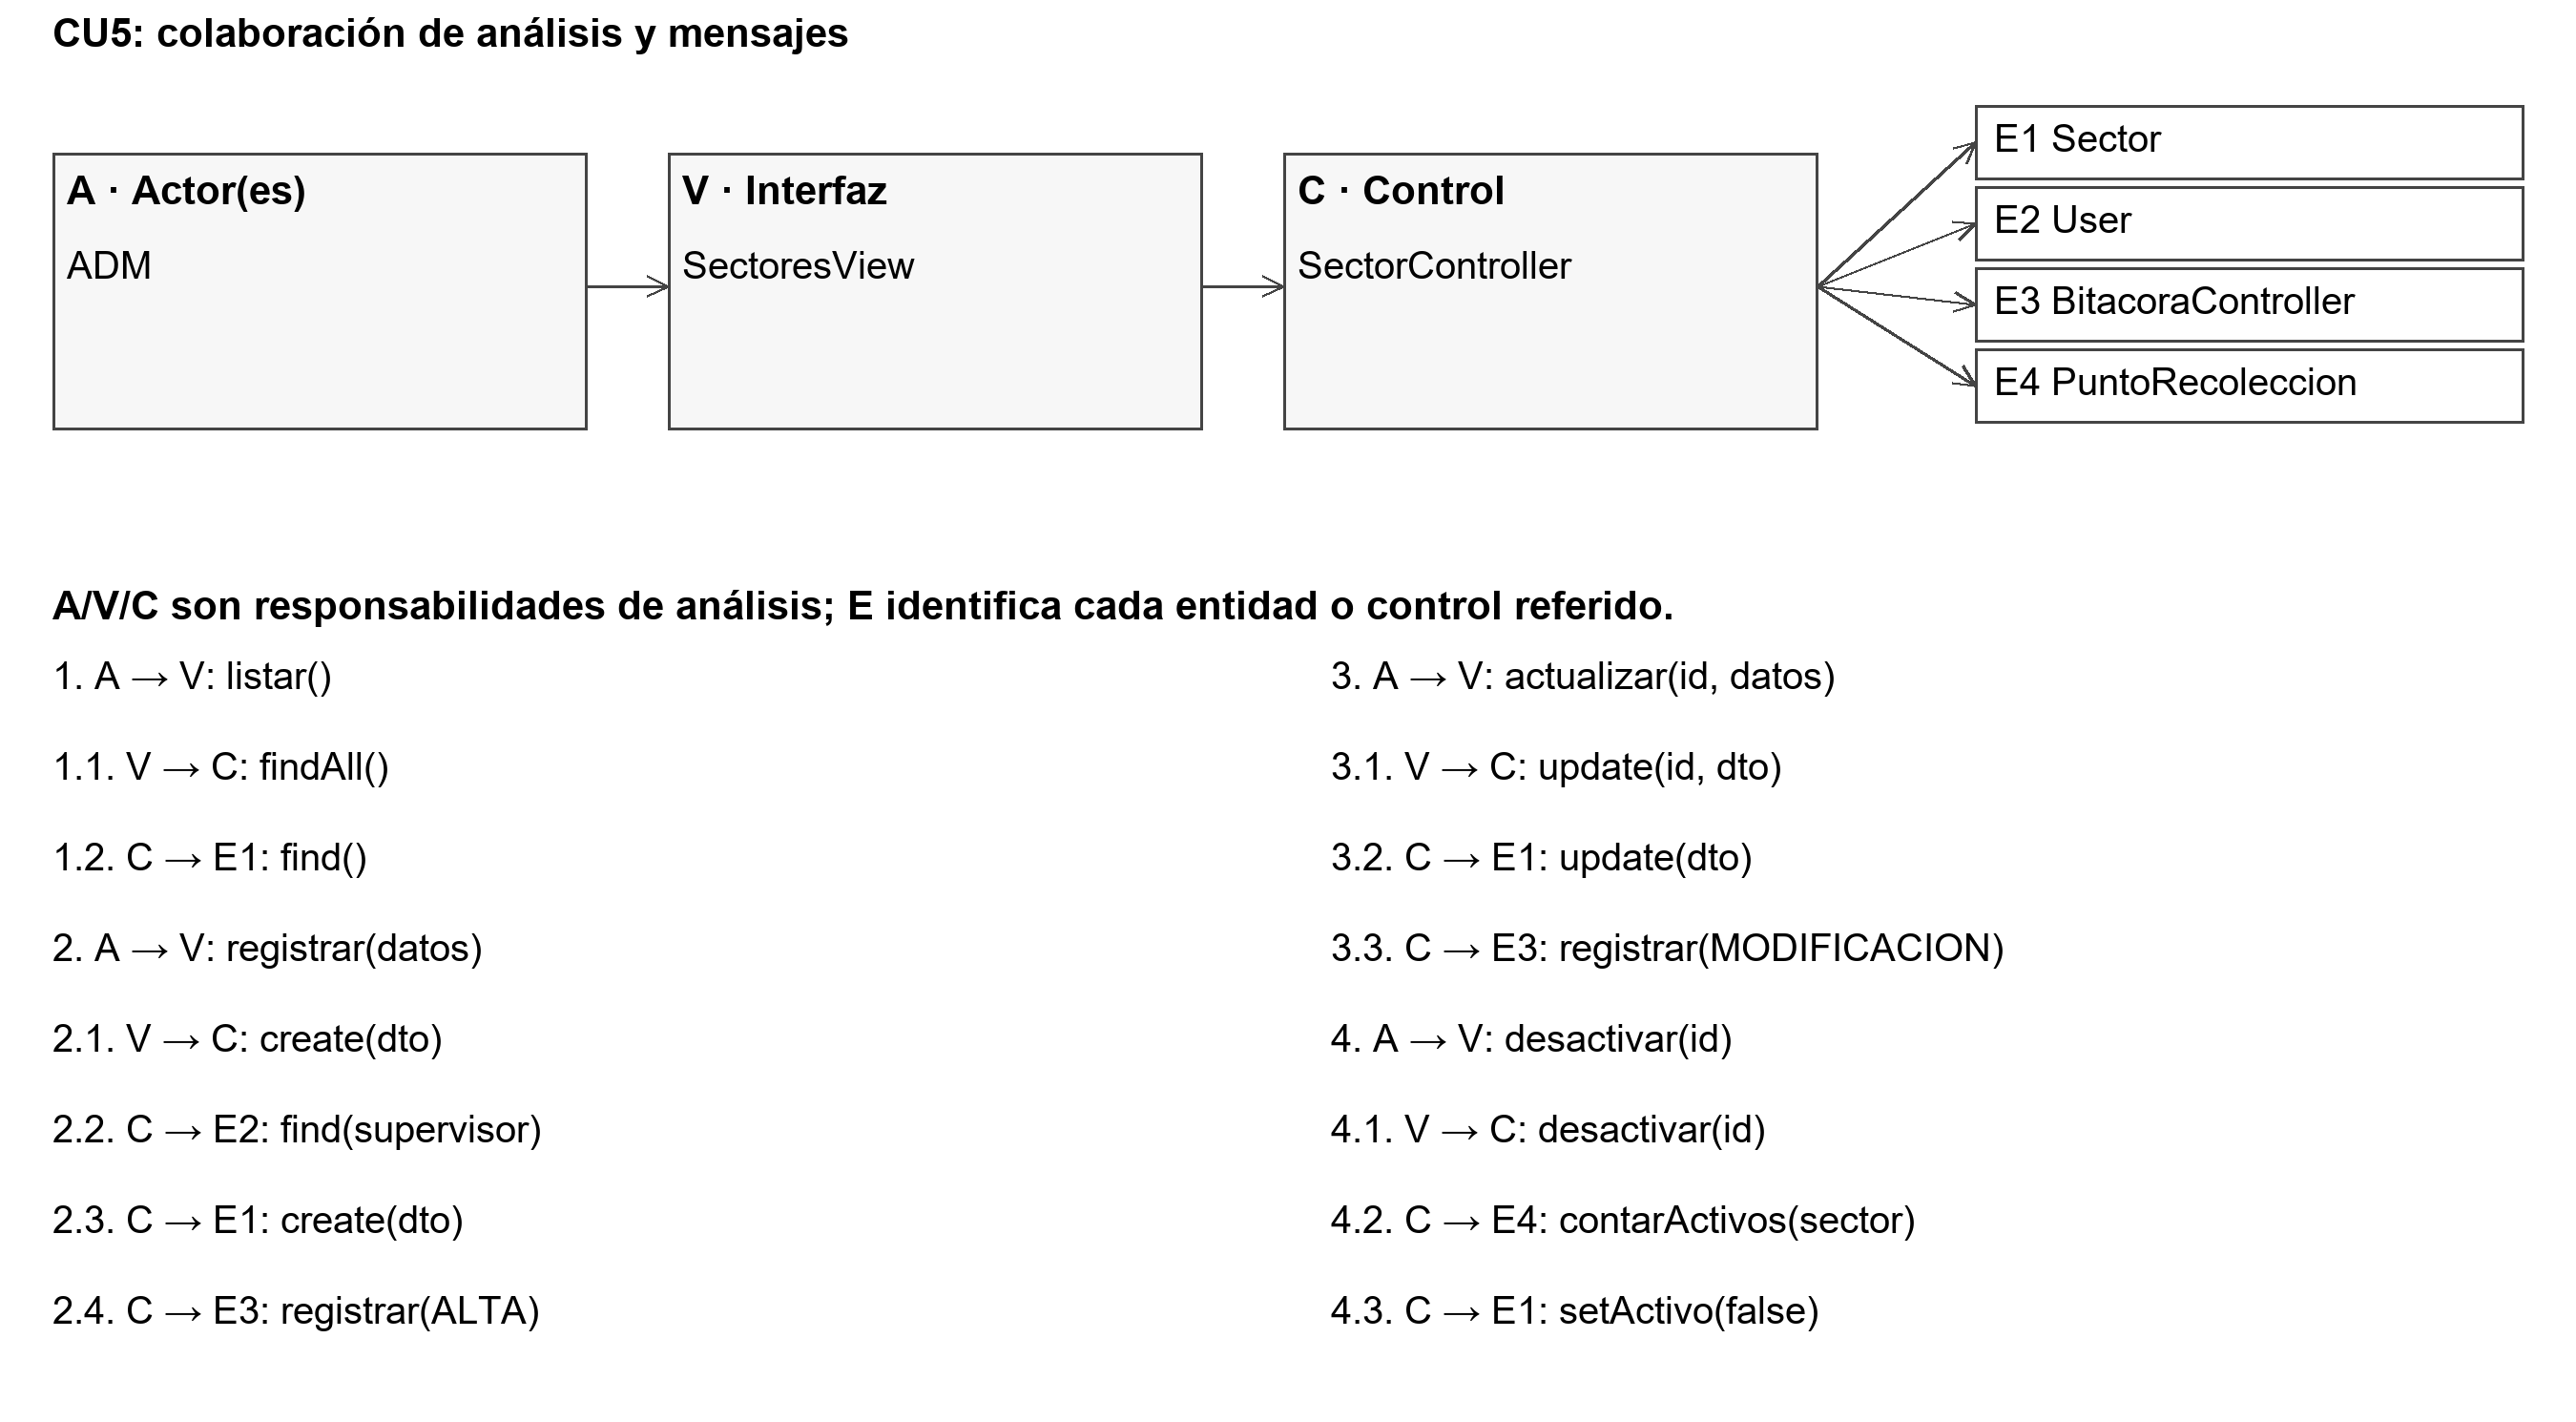 CU5: colaboración de análisis y mensajes
A · Actor(es)
ADM
V · Interfaz
SectoresView
C · Control
SectorController
E1 Sector
E2 User
E3 BitacoraController
E4 PuntoRecoleccion
A/V/C son responsabilidades de análisis; E identifica cada entidad o control referido.
1. A → V: listar()
1.1. V → C: findAll()
1.2. C → E1: find()
2. A → V: registrar(datos)
2.1. V → C: create(dto)
2.2. C → E2: find(supervisor)
2.3. C → E1: create(dto)
2.4. C → E3: registrar(ALTA)
3. A → V: actualizar(id, datos)
3.1. V → C: update(id, dto)
3.2. C → E1: update(dto)
3.3. C → E3: registrar(MODIFICACION)
4. A → V: desactivar(id)
4.1. V → C: desactivar(id)
4.2. C → E4: contarActivos(sector)
4.3. C → E1: setActivo(false)